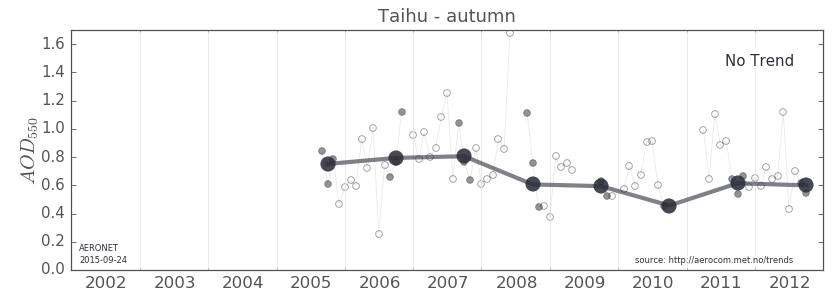 Taihu - autumn
No Trend
AOD550
1.6
1.4
1.2
1.0
0.8
0.6
0.4
0.2
0.0
AERONET
2015-09-24
source: http://aerocom.met.no/trends
2002 2003 2004 2005 2006 2007 2008 2009 2010 2011 2012